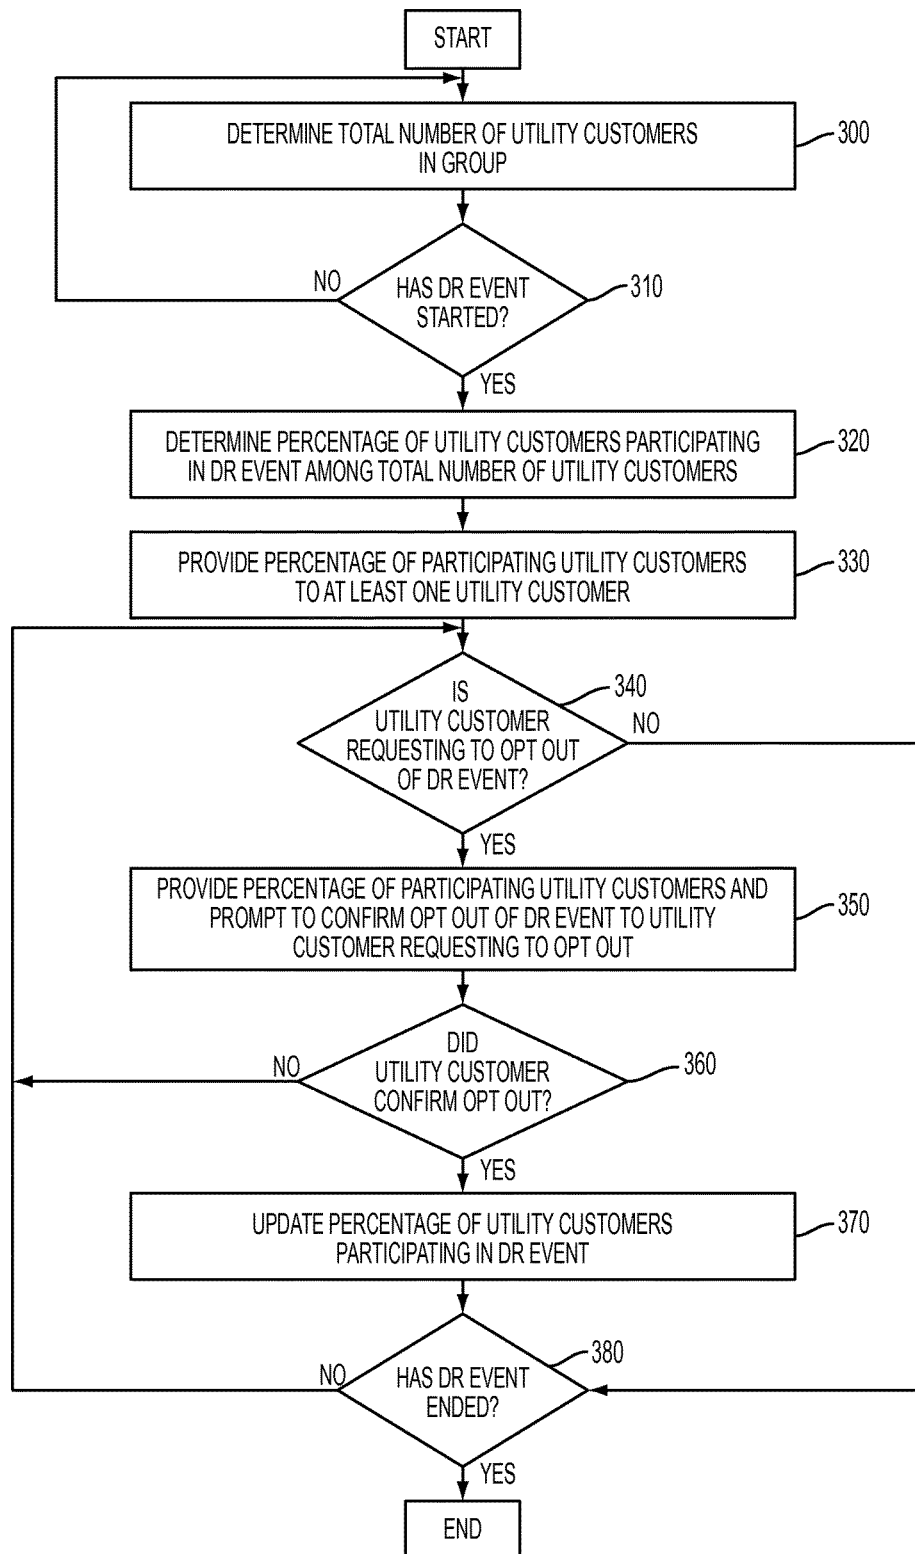 START
DETERMINE TOTAL NUMBER OF UTILITY CUSTOMERS
IN GROUP
300
NO
HAS DR EVENT
STARTED?
310
YES
DETERMINE PERCENTAGE OF UTILITY CUSTOMERS PARTICIPATING
IN DR EVENT AMONG TOTAL NUMBER OF UTILITY CUSTOMERS
320
PROVIDE PERCENTAGE OF PARTICIPATING UTILITY CUSTOMERS
TO AT LEAST ONE UTILITY CUSTOMER
330
IS
UTILITY CUSTOMER
REQUESTING TO OPT OUT
OF DR EVENT?
340
NO
YES
PROVIDE PERCENTAGE OF PARTICIPATING UTILITY CUSTOMERS AND
PROMPT TO CONFIRM OPT OUT OF DR EVENT TO UTILITY
CUSTOMER REQUESTING TO OPT OUT
350
NO
DID
UTILITY CUSTOMER
CONFIRM OPT OUT?
360
YES
UPDATE PERCENTAGE OF UTILITY CUSTOMERS
PARTICIPATING IN DR EVENT
370
NO
HAS DR EVENT
ENDED?
380
YES
END